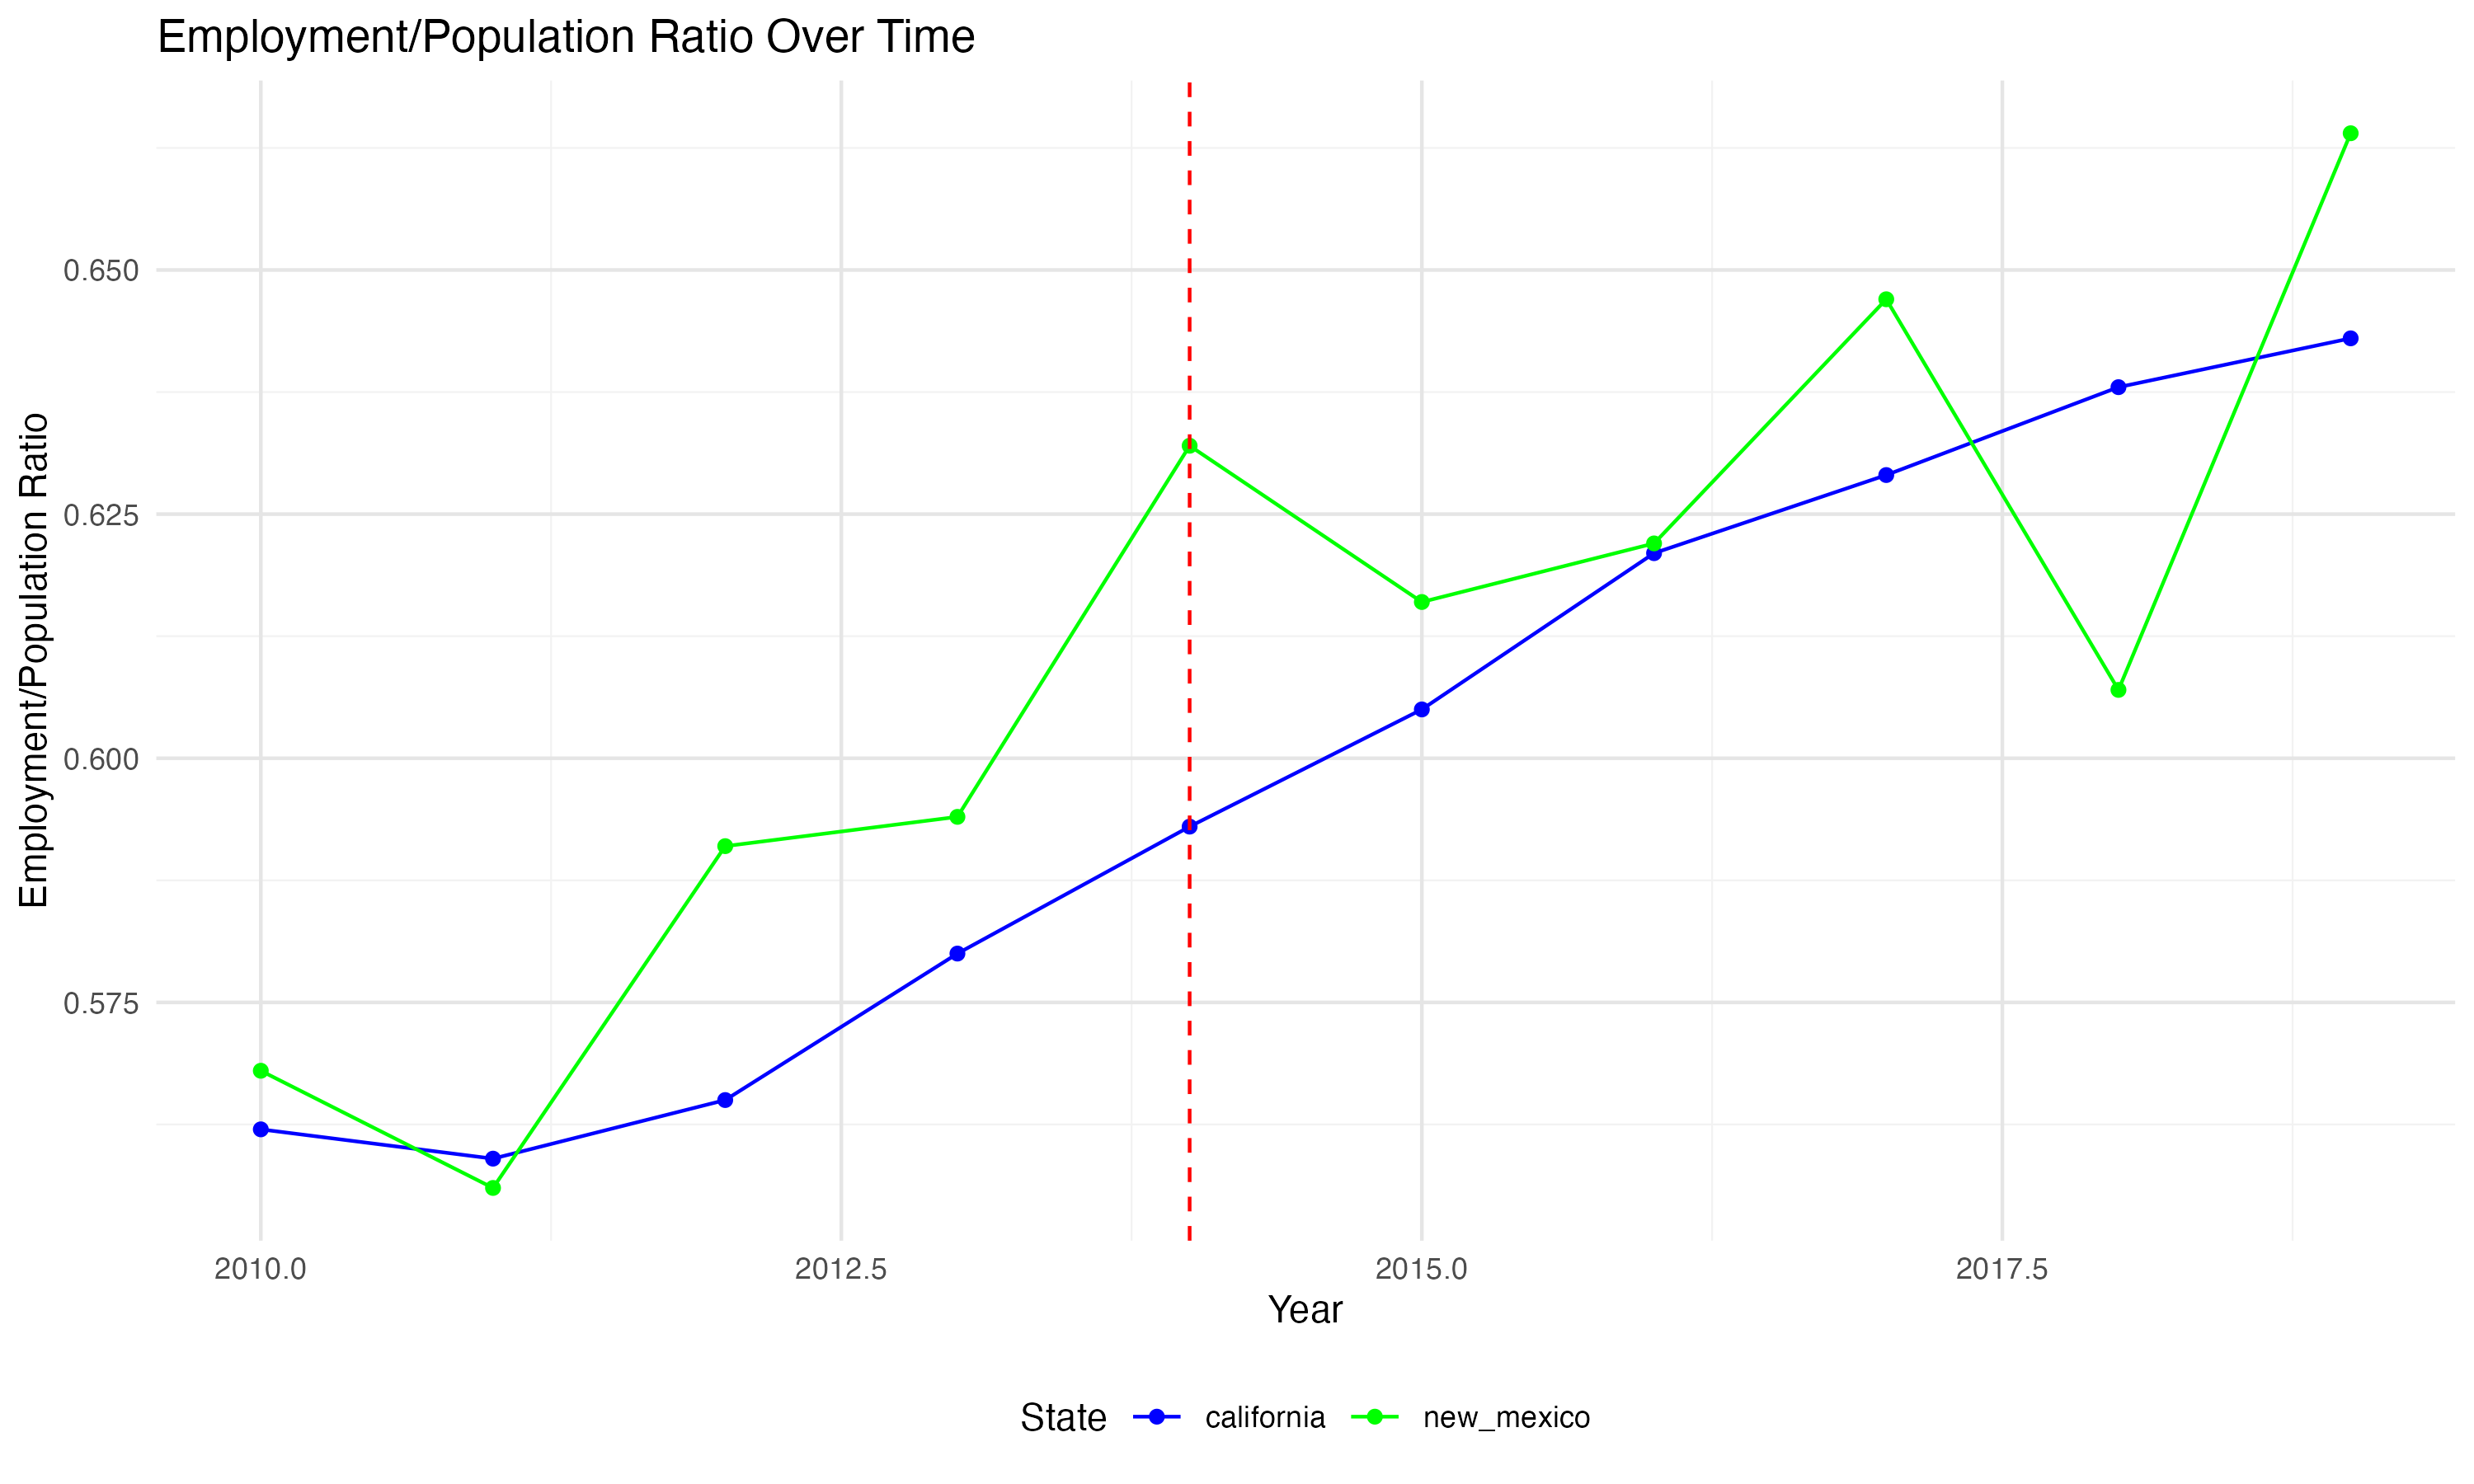 Employment/Population Ratio Over Time
Employment/Population Ratio
0.650
0.625
0.600
0.575
2010.0 2012.5 2015.0 2017.5
Year
State california new_mexico